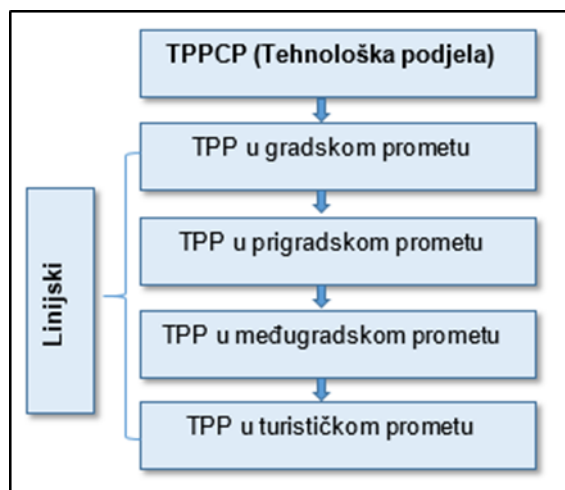 TPPCP (Tehnološka podjela)
TPP u gradskom prometu
TPP u prigradskom prometu
Linijski
TPP u međugradskom prometu
TPP u turističkom prometu